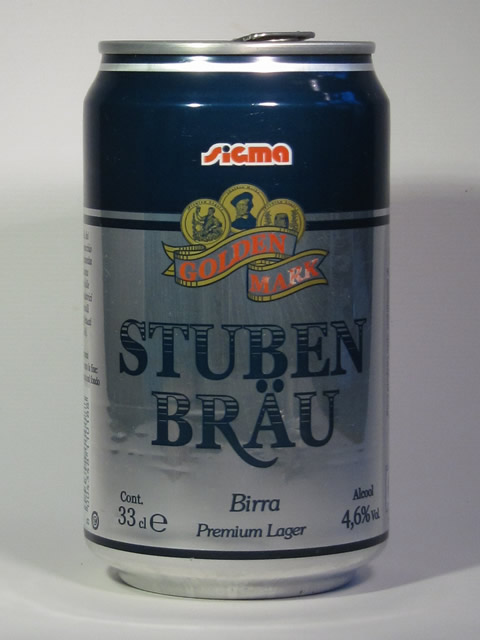 SIGMA
GOLDEN
MARK
STUBEN
BRÄU
Cont.
33 cl e
Birra
Premium Lager
Alcool
4,6% Vol.